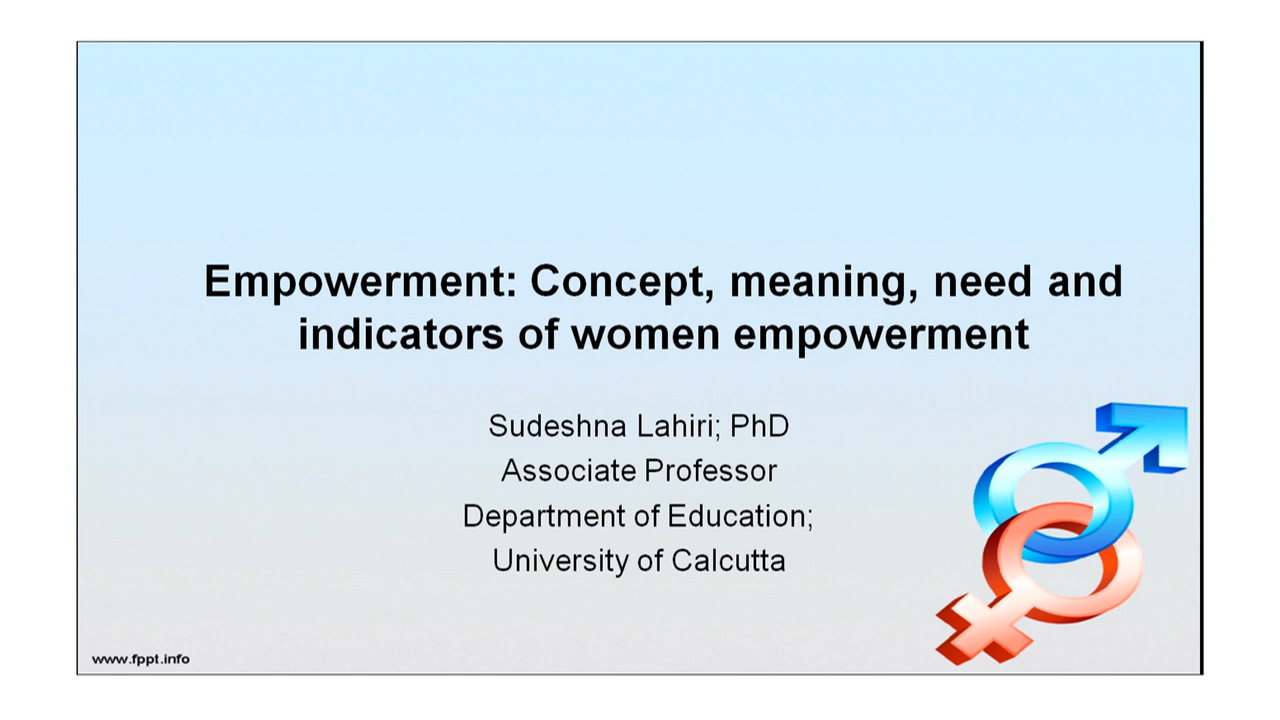 Empowerment: Concept, meaning, need and
indicators of women empowerment
Sudeshna Lahiri; PhD
Associate Professor
Department of Education;
University of Calcutta
www.fppt.info